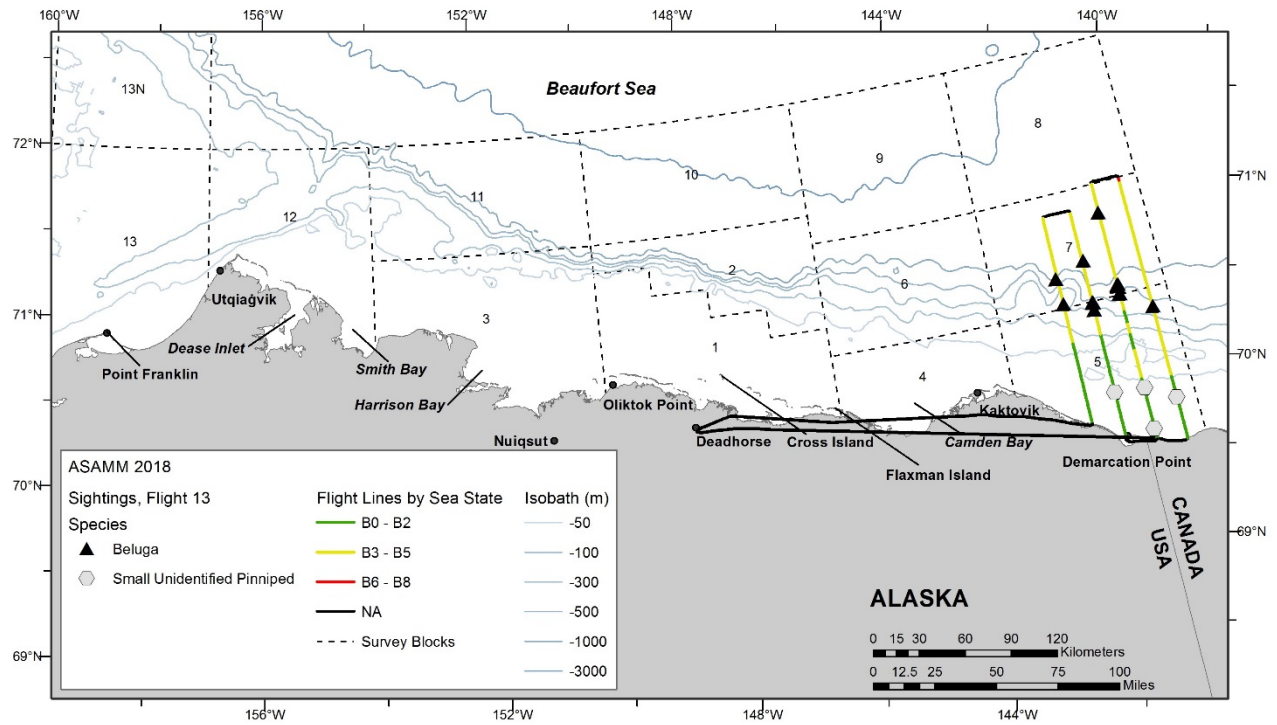 160°W 156°W 152°W 148°W 144°W 140°W
Beaufort Sea
13N
72°N
8
71°N
9
10
11
12
13
7
2
6
Utqiaġvik
71°N
3
Dease Inlet
Smith Bay
1
70°N
5
Point Franklin
4
Harrison Bay
Oliktok Point
Kaktovik
Nuiqsut
Deadhorse
Cross Island
Camden Bay
Flaxman Island
Demarcation Point
70°N
69°N
CANADA
USA
ASAMM 2018
Sightings, Flight 13
Species
Beluga
Small Unidentified Pinniped
Flight Lines by Sea State
B0 - B2
B3 - B5
B6 - B8
NA
Survey Blocks
Isobath (m)
-50
-100
-300
-500
-1000
-3000
ALASKA
0 15 30 60 90 120
Kilometers
0 12.5 25 50 75 100
Miles
69°N
156°W 152°W 148°W 144°W